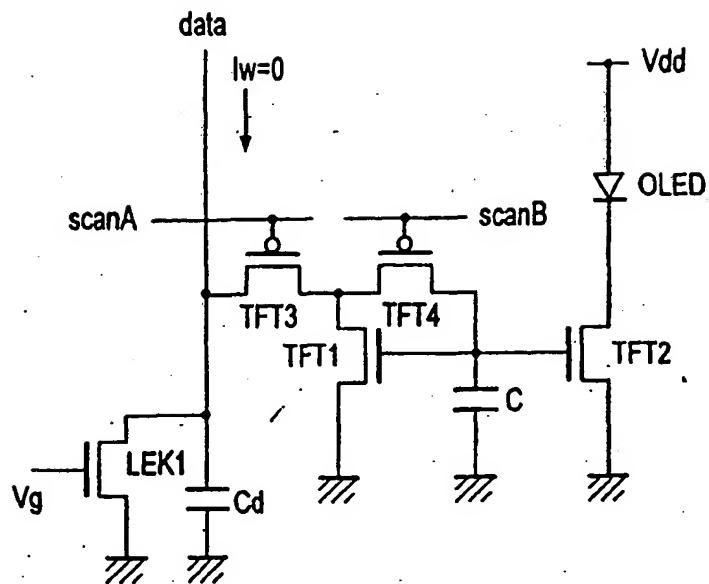 data
Iw=0
Vdd
OLED
scanA
scanB
TFT3
TFT4
TFT1
TFT2
C
LEK1
Vg
Cd